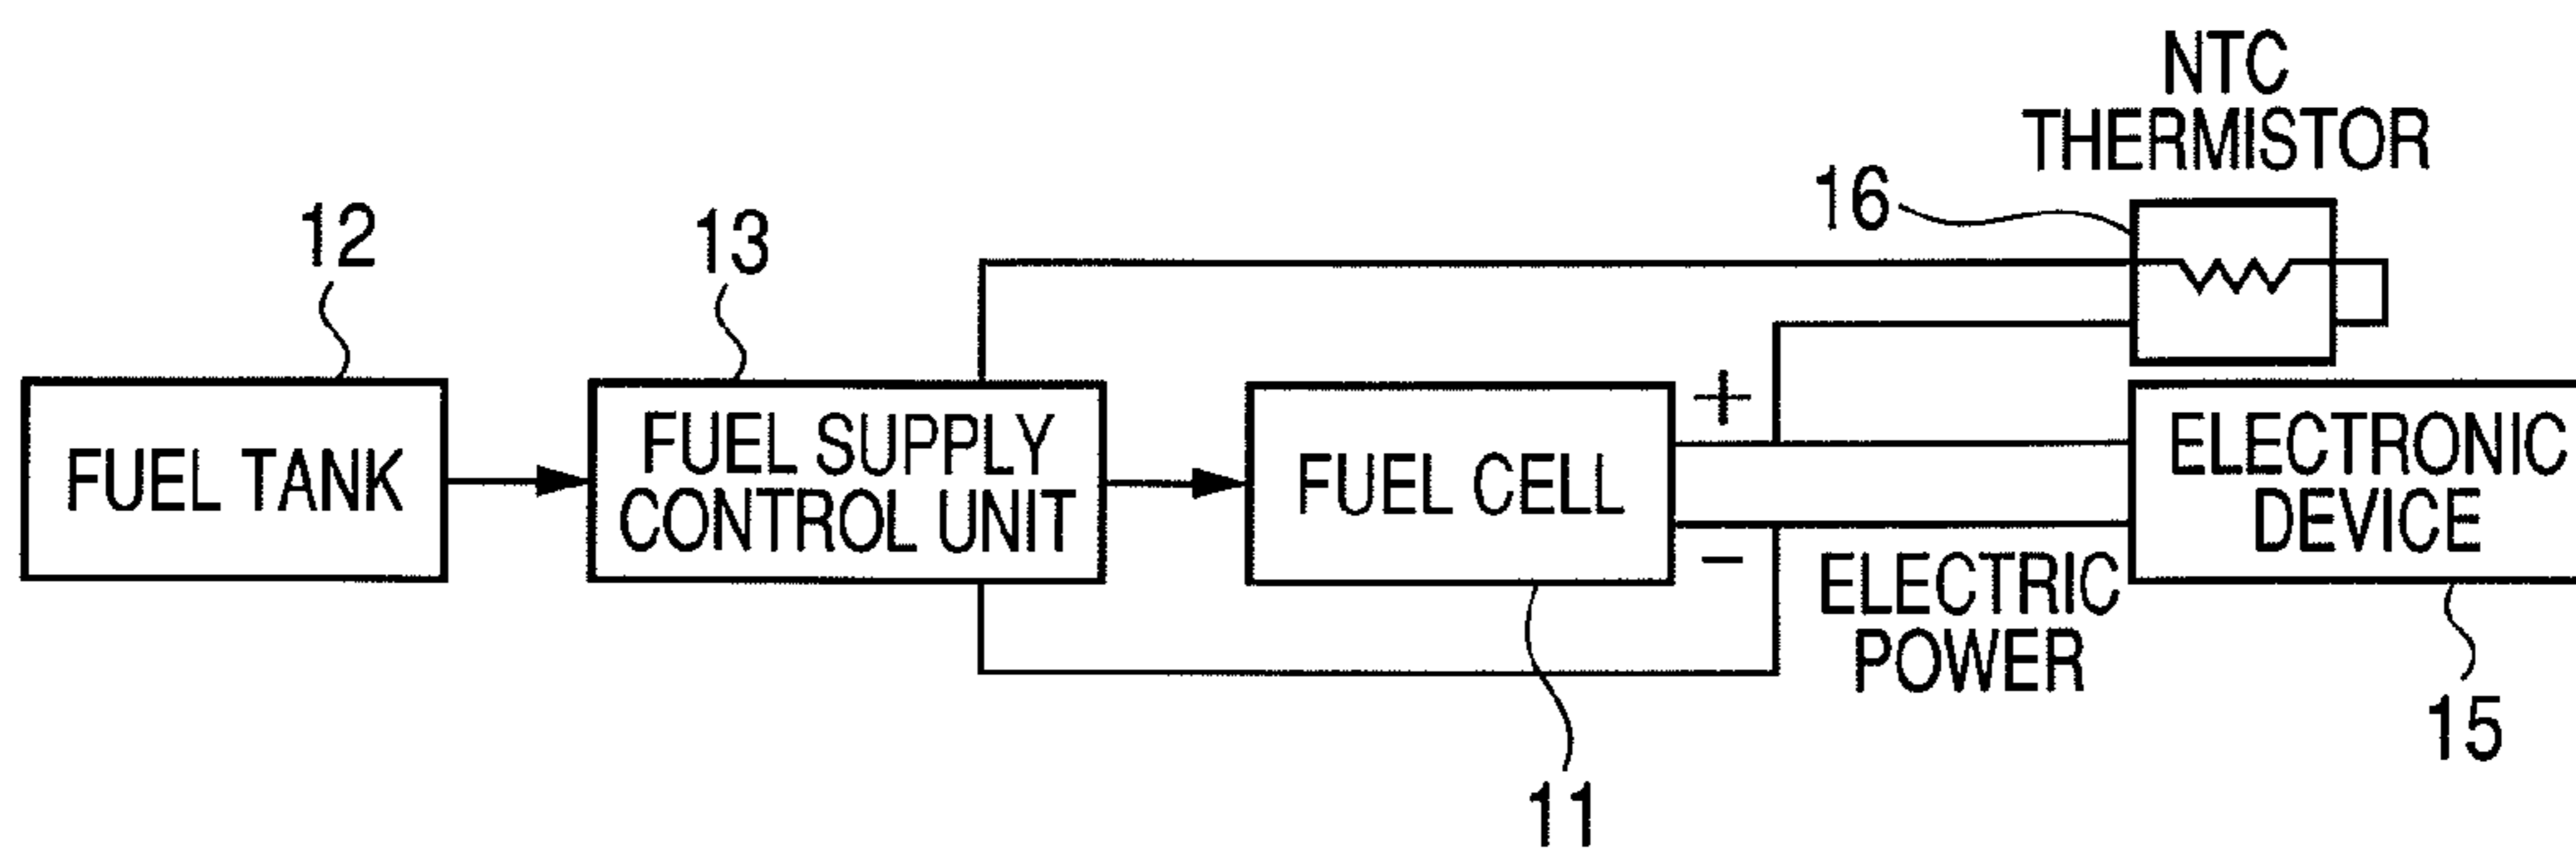 NTC
THERMISTOR
16
12
13
+
FUEL TANK
FUEL SUPPLY
CONTROL UNIT
FUEL CELL
ELECTRONIC
DEVICE
−
ELECTRIC
POWER
15
11